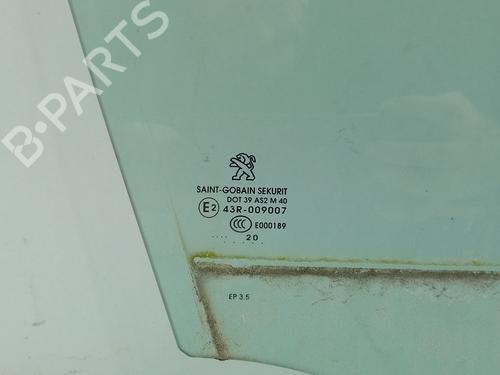 B-PARTS
SAINT-GOBAIN SEKURIT
DOT 39 AS2 M 40
E2 43R-009007
CCC E000189
.... 20 ...
EP 3.5